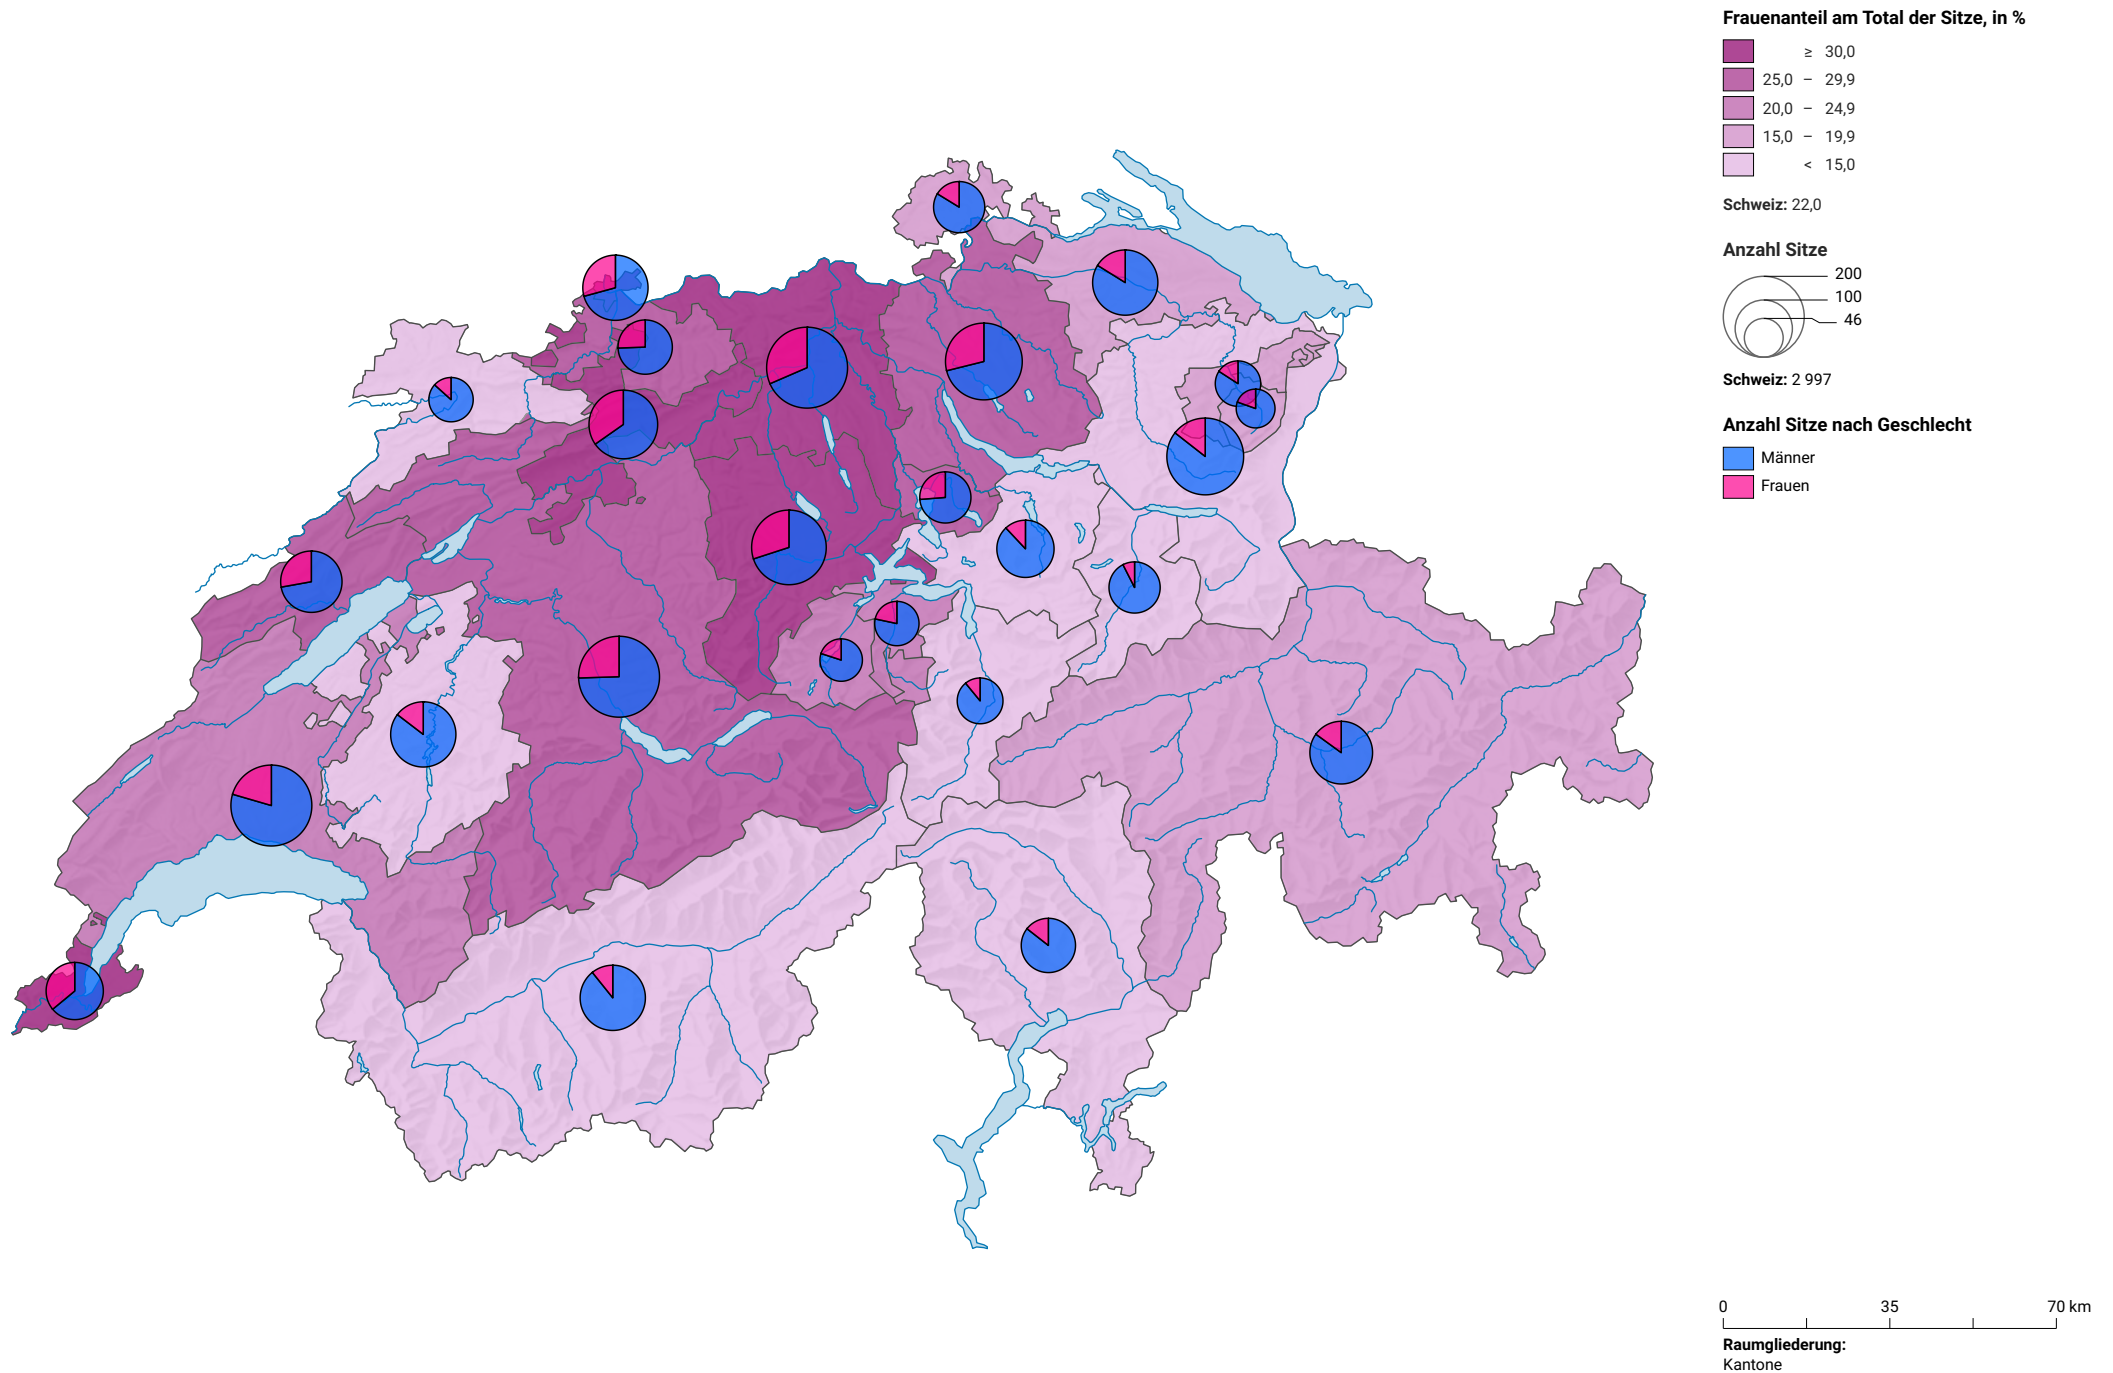 Frauenanteil am Total der Sitze, in %
≥ 30,0
25,0 – 29,9
20,0 – 24,9
15,0 – 19,9
< 15,0
Schweiz: 22,0
Anzahl Sitze
200
100
46
Schweiz: 2 997
Anzahl Sitze nach Geschlecht
Männer
Frauen
0 35 70 km
Raumgliederung:
Kantone